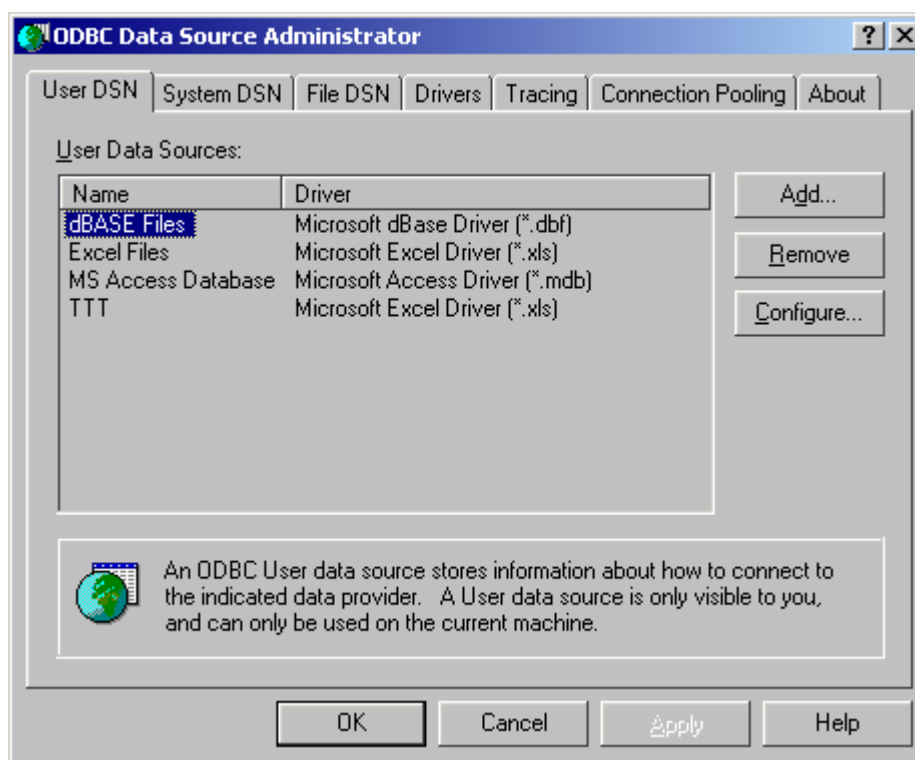 ODBC Data Source Administrator
User DSN System DSN File DSN Drivers Tracing Connection Pooling About
User Data Sources:
Name Driver
dBASE Files Microsoft dBase Driver (*.dbf)
Excel Files Microsoft Excel Driver (*.xls)
MS Access Database Microsoft Access Driver (*.mdb)
TTT Microsoft Excel Driver (*.xls)
Add...
Remove
Configure...
An ODBC User data source stores information about how to connect to
the indicated data provider. A User data source is only visible to you,
and can only be used on the current machine.
OK Cancel Apply Help